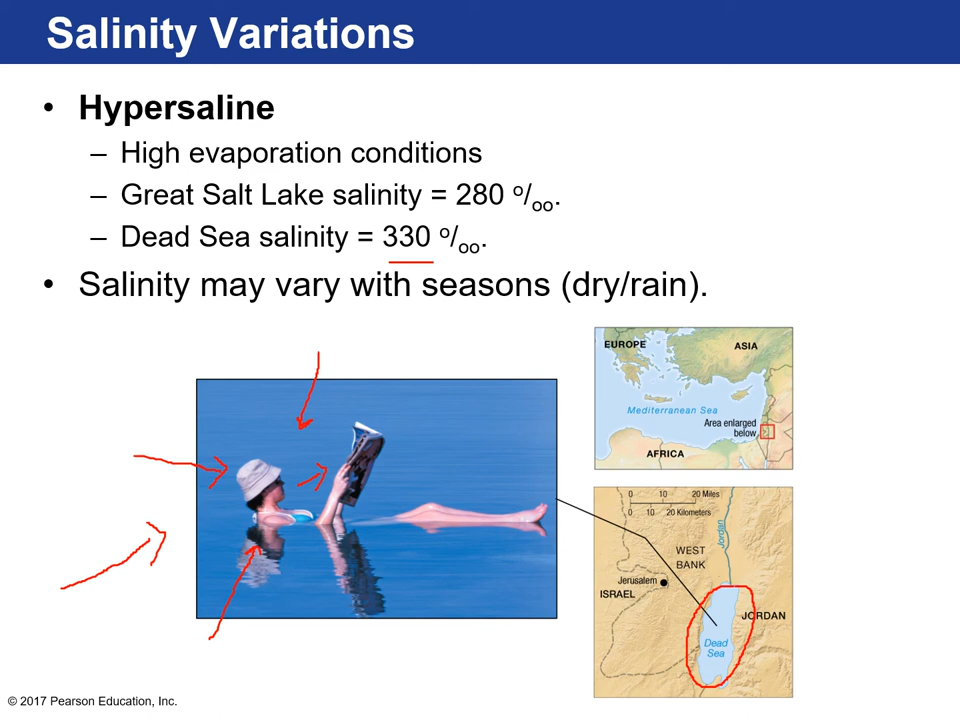 Salinity Variations
• Hypersaline
– High evaporation conditions
– Great Salt Lake salinity = 280 o/oo.
– Dead Sea salinity = 330 o/oo.
• Salinity may vary with seasons (dry/rain).
EUROPE
ASIA
Mediterranean Sea
Area enlarged
below
AFRICA
0 10 20 Miles
0 10 20 Kilometers
Jordan
WEST
BANK
Jerusalem
ISRAEL
JORDAN
Dead
Sea
© 2017 Pearson Education, Inc.